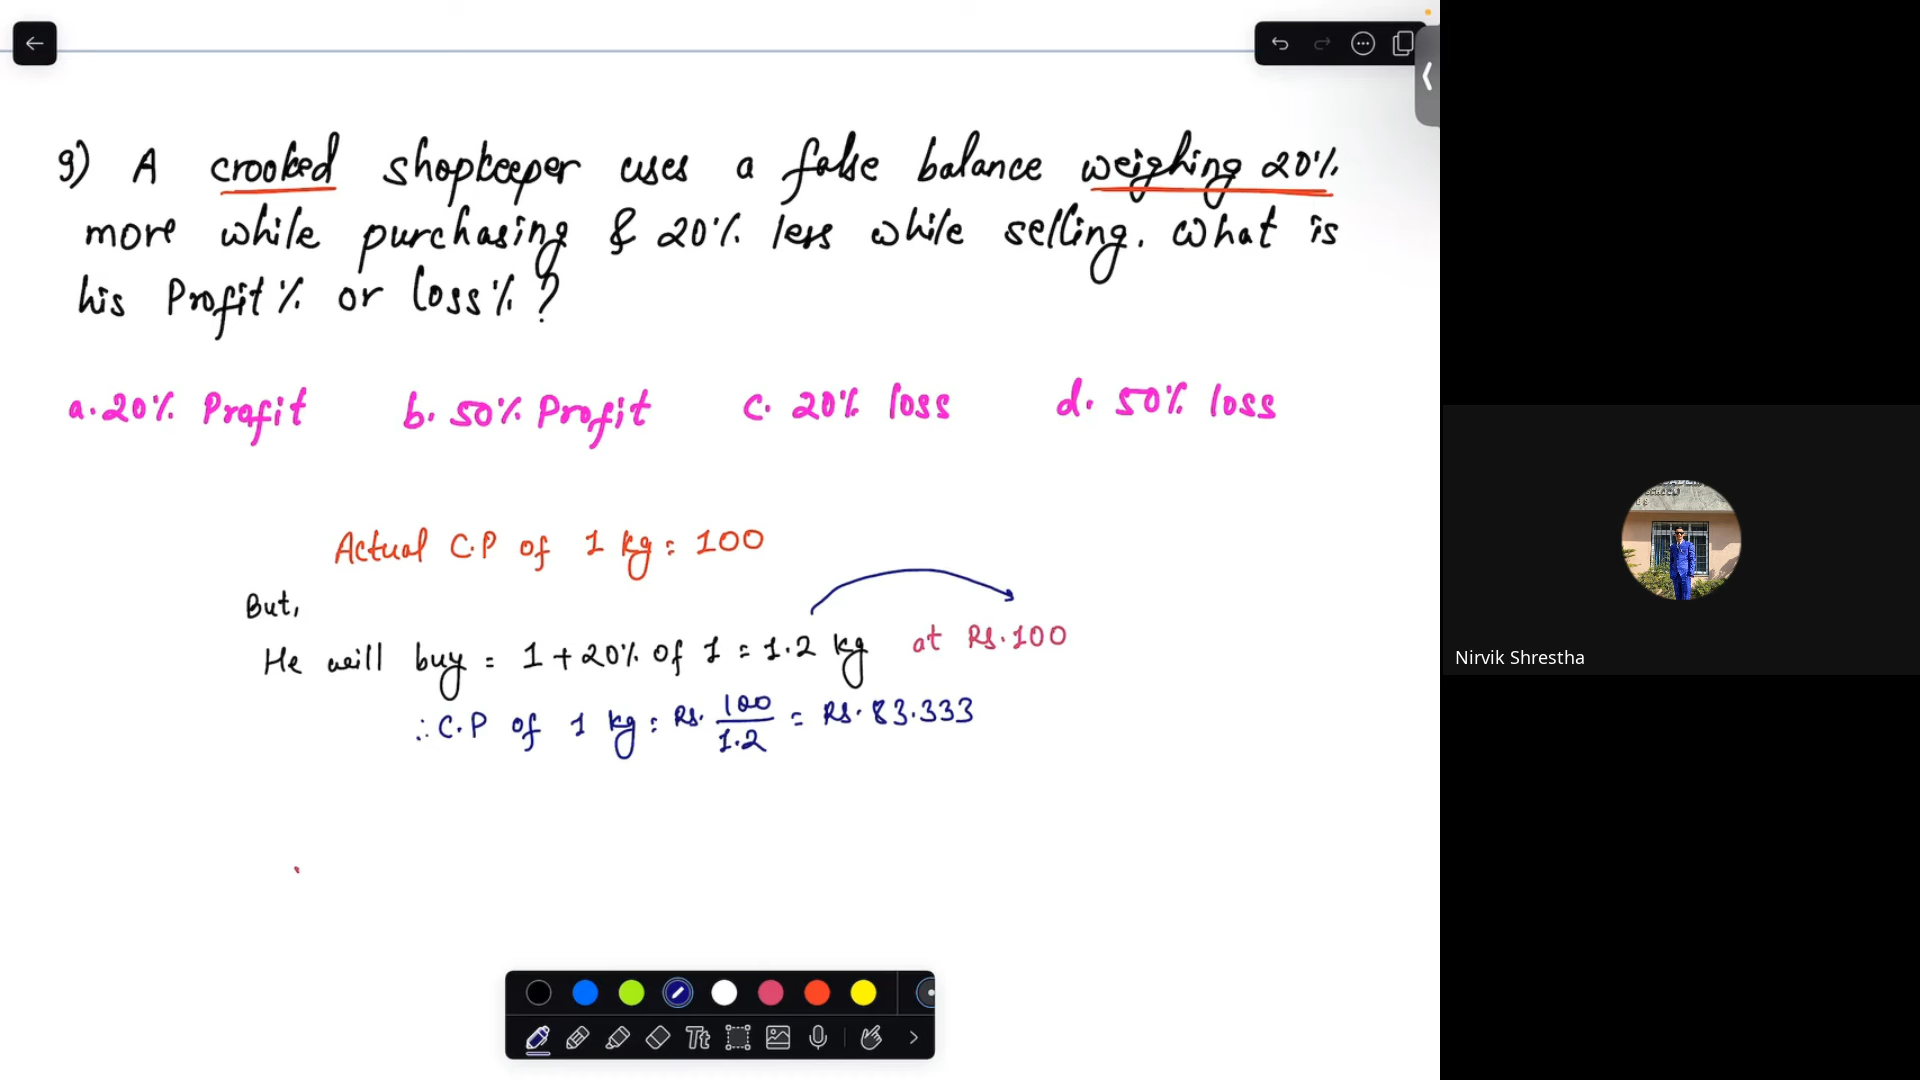 9) A crooked shopkeeper uses a false balance weighing 20%
more while purchasing & 20% less while selling. What is
his Profit % or loss % ?
a. 20% Profit b. 50% Profit c. 20% loss d. 50% loss
Actual C.P of 1 kg = 100
But,
He will buy = 1 + 20% of 1 = 1.2 kg at Rs. 100
∴ C.P of 1 kg = Rs. 100/1.2 = Rs. 83.333
Nirvik Shrestha
Tt